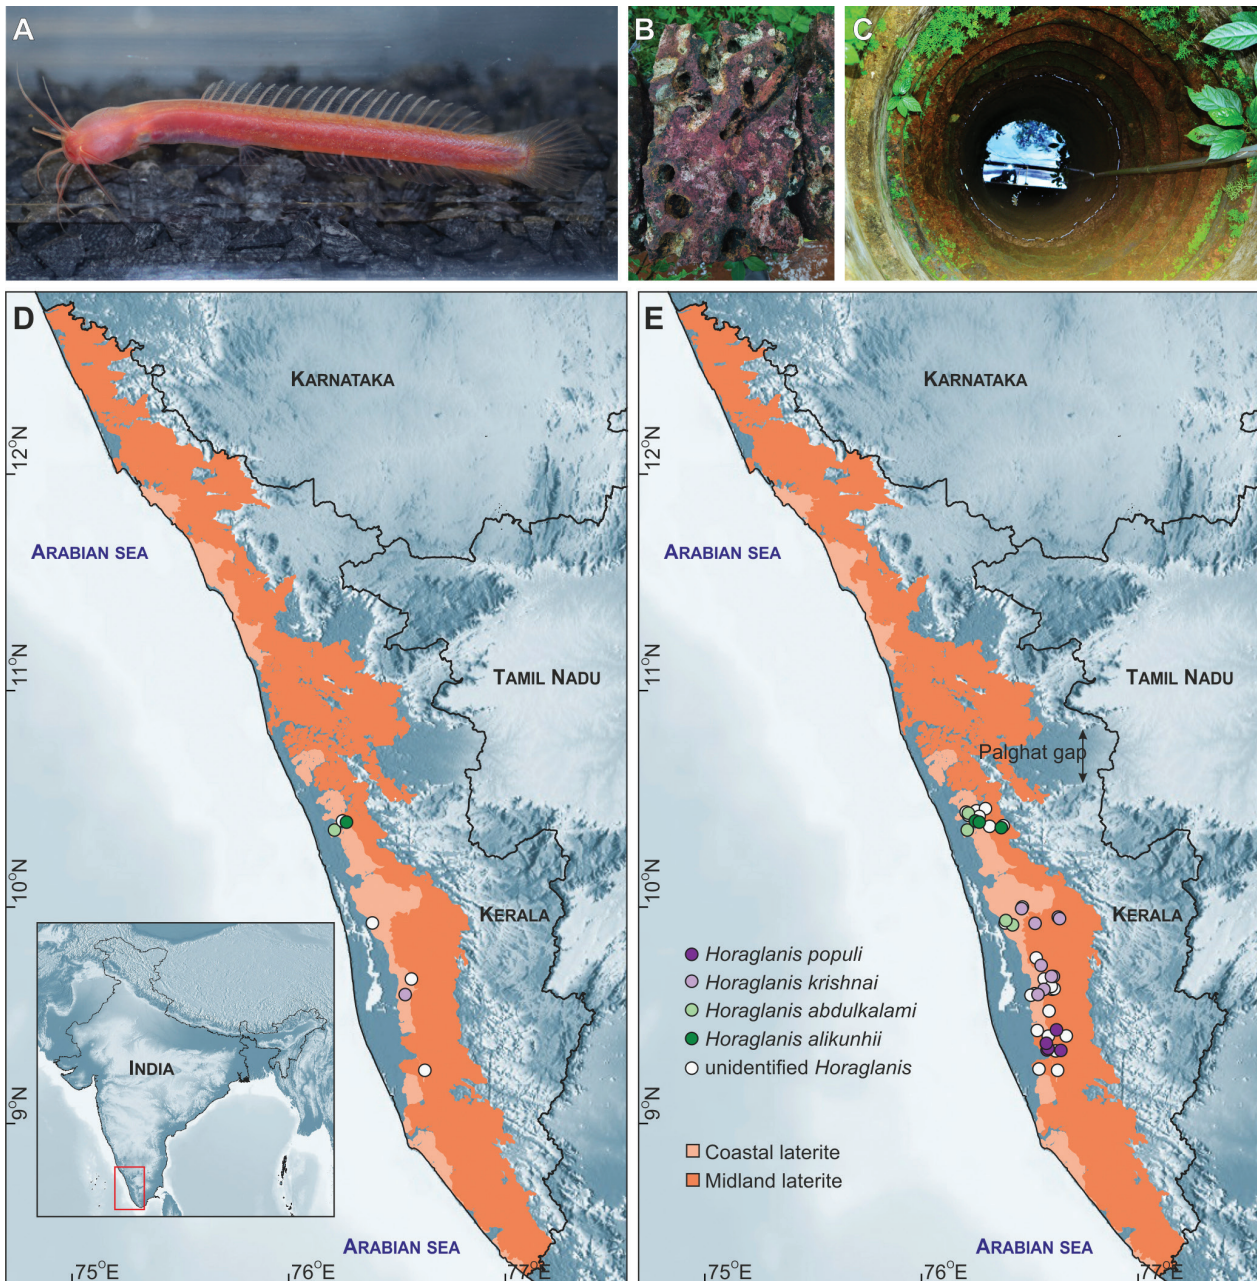 A
B
C
D
KARNATAKA
12°N
ARABIAN SEA
11°N
TAMIL NADU
10°N
KERALA
INDIA
9°N
ARABIAN SEA
75°E
76°E
77°E
E
KARNATAKA
12°N
ARABIAN SEA
11°N
TAMIL NADU
Palghat gap
10°N
KERALA
Horaglanis populi
Horaglanis krishnai
Horaglanis abdulkalami
Horaglanis alikunhii
unidentified Horaglanis
9°N
Coastal laterite
Midland laterite
ARABIAN SEA
75°E
76°E
77°E